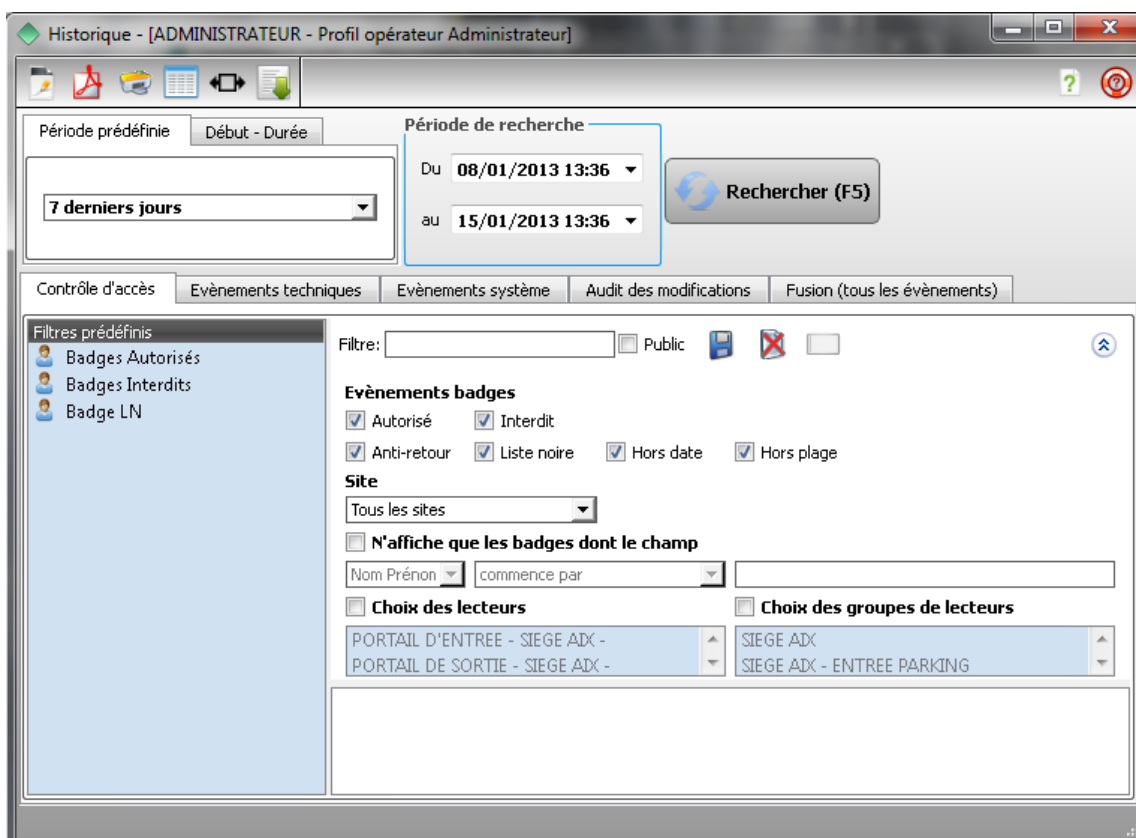 Historique - [ADMINISTRATEUR - Profil opérateur Administrateur]
Période prédéfinie
Début - Durée
Période de recherche
7 derniers jours
Du 08/01/2013 13:36
au 15/01/2013 13:36
Rechercher (F5)
Contrôle d'accès
Evènements techniques
Evènements système
Audit des modifications
Fusion (tous les évènements)
Filtres prédéfinis
Badges Autorisés
Badges Interdits
Badge LN
Filtre:
Public
Evènements badges
Autorisé
Interdit
Anti-retour
Liste noire
Hors date
Hors plage
Site
Tous les sites
N'affiche que les badges dont le champ
Nom Prénon
commence par
Choix des lecteurs
Choix des groupes de lecteurs
PORTAIL D'ENTREE - SIEGE AIX -
PORTAIL DE SORTIE - SIEGE AIX -
SIEGE AIX
SIEGE AIX - ENTREE PARKING